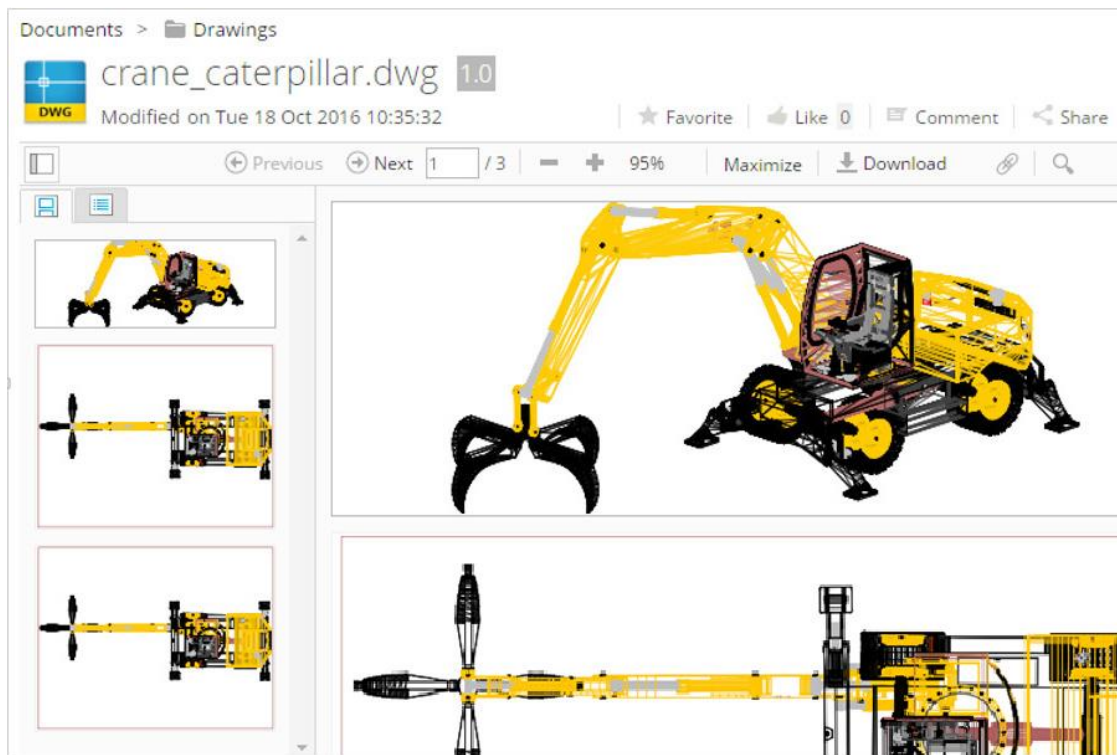 Documents > Drawings
crane_caterpillar.dwg 1.0
DWG
Modified on Tue 18 Oct 2016 10:35:32
Favorite Like 0 Comment Share
Previous Next 1 / 3 95% Maximize Download